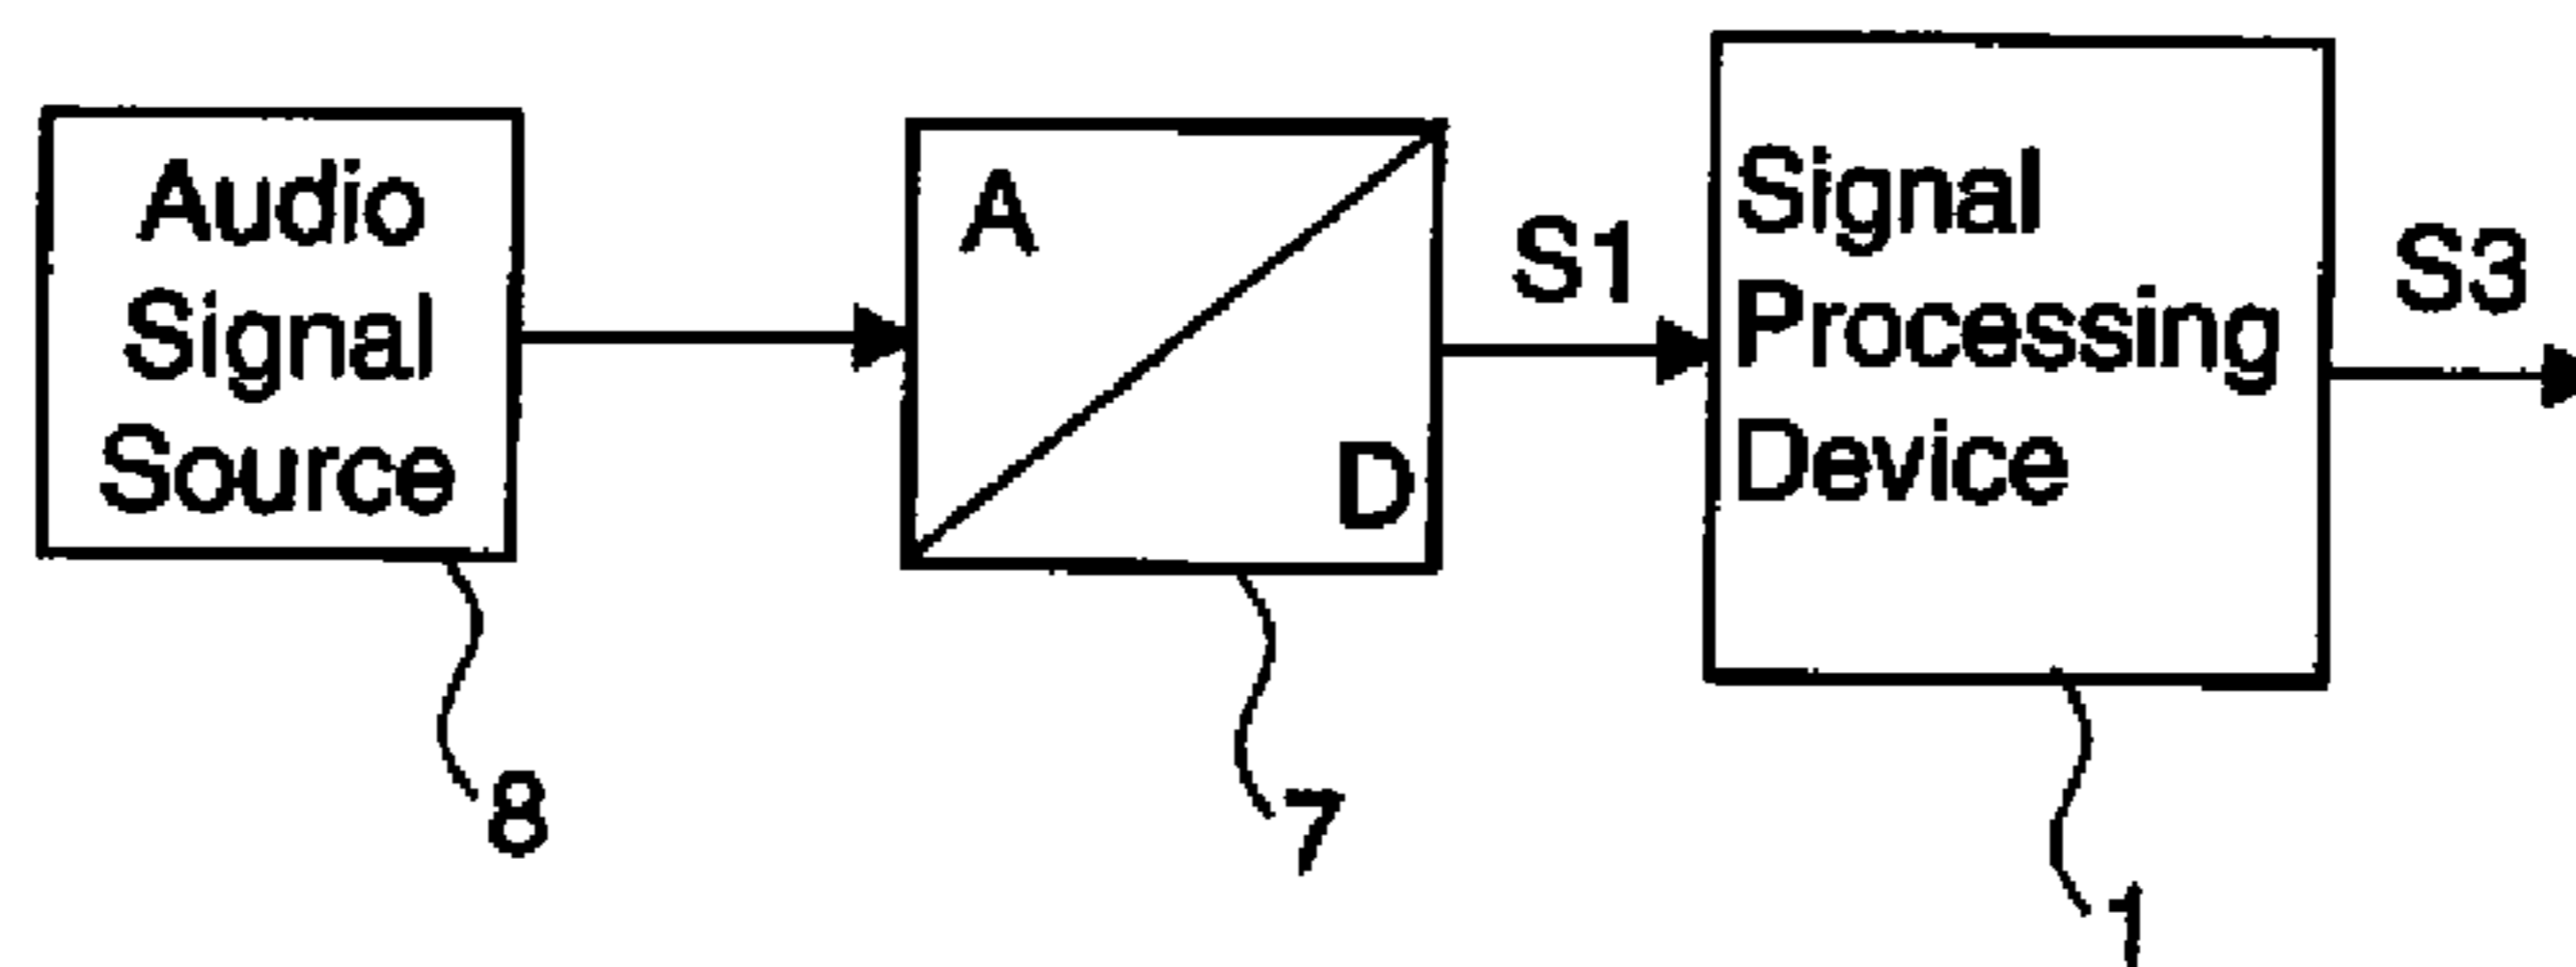 Audio
Signal
Source
A
D
S1
Signal
Processing
Device
S3
8
7
1